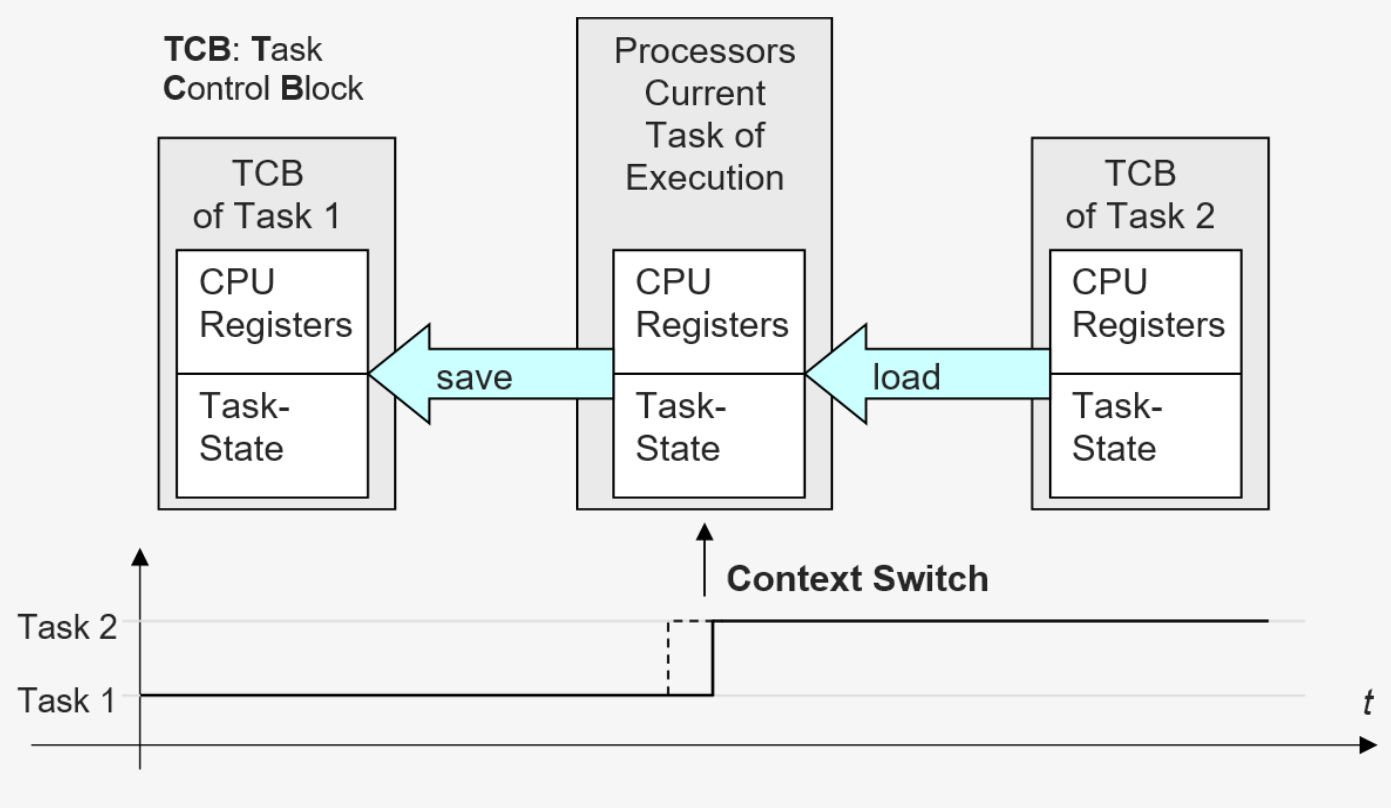 TCB: Task
Control Block
Processors
Current
Task of
Execution
TCB
of Task 1
CPU
Registers
Task-
State
save
CPU
Registers
Task-
State
load
TCB
of Task 2
CPU
Registers
Task-
State
Context Switch
Task 2
Task 1
t